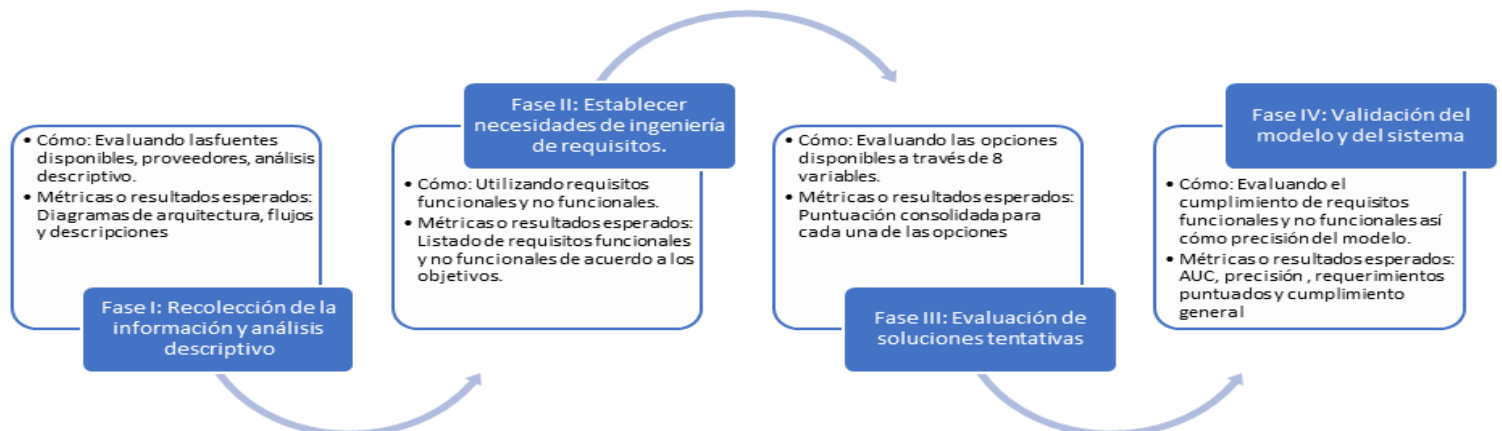 • Cómo: Evaluando lasfuentes
disponibles, proveedores, análisis
descriptivo.
• Métricas o resultados esperados:
Diagramas de arquitectura, flujos
y descripciones
Fase I: Recolección de la
información y análisis
descriptivo
Fase II: Establecer
necesidades de ingeniería
de requisitos.
• Cómo: Utilizando requisitos
funcionales y no funcionales.
• Métricas o resultados esperados:
Listado de requisitos funcionales
y no funcionales de acuerdo a los
objetivos.
• Cómo: Evaluando las opciones
disponibles a través de 8
variables.
• Métricas o resultados esperados:
Puntuación consolidada para
cada una de las opciones
Fase III: Evaluación de
soluciones tentativas
Fase IV: Validación del
modelo y del sistema
• Cómo: Evaluando el
cumplimiento de requisitos
funcionales y no funcionales así
cómo precisión del modelo.
• Métricas o resultados esperados:
AUC, precisión , requerimientos
puntuados y cumplimiento
general